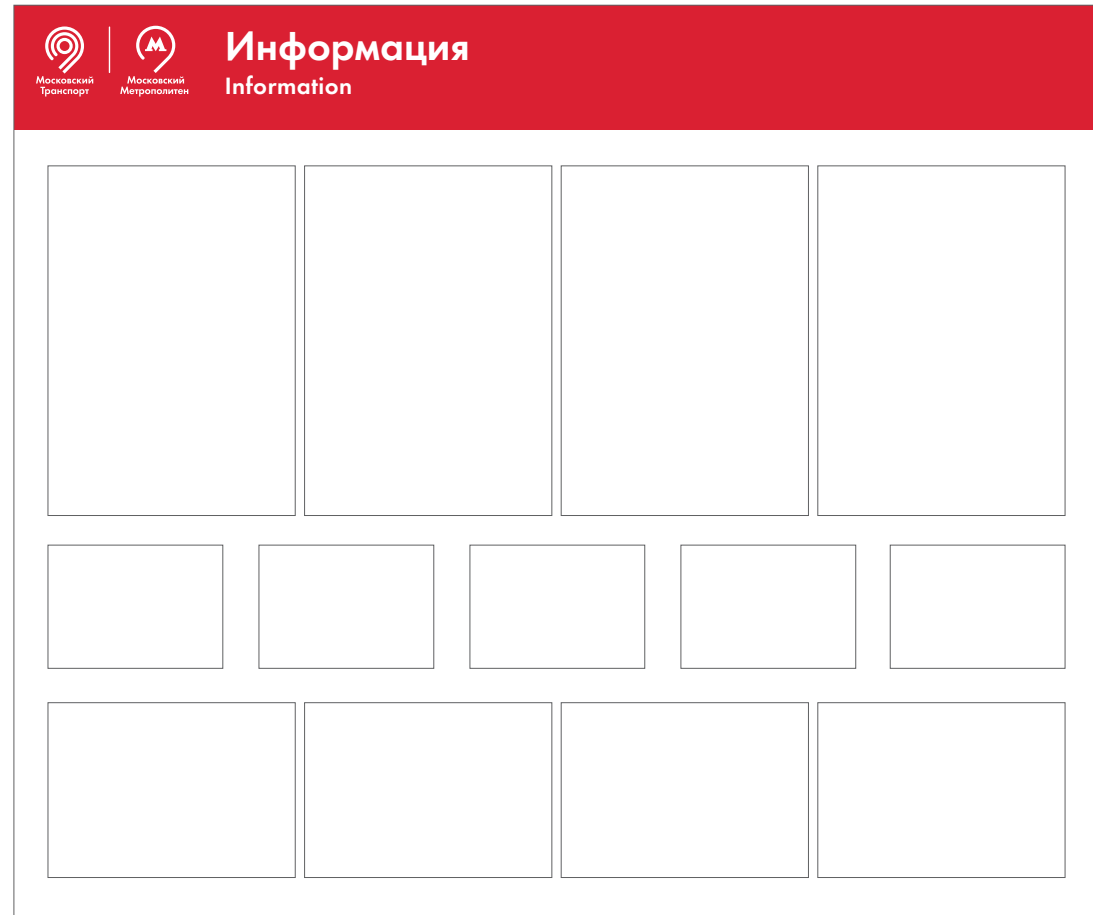 Московский
Транспорт
Московский
Метрополитен
Информация
Information